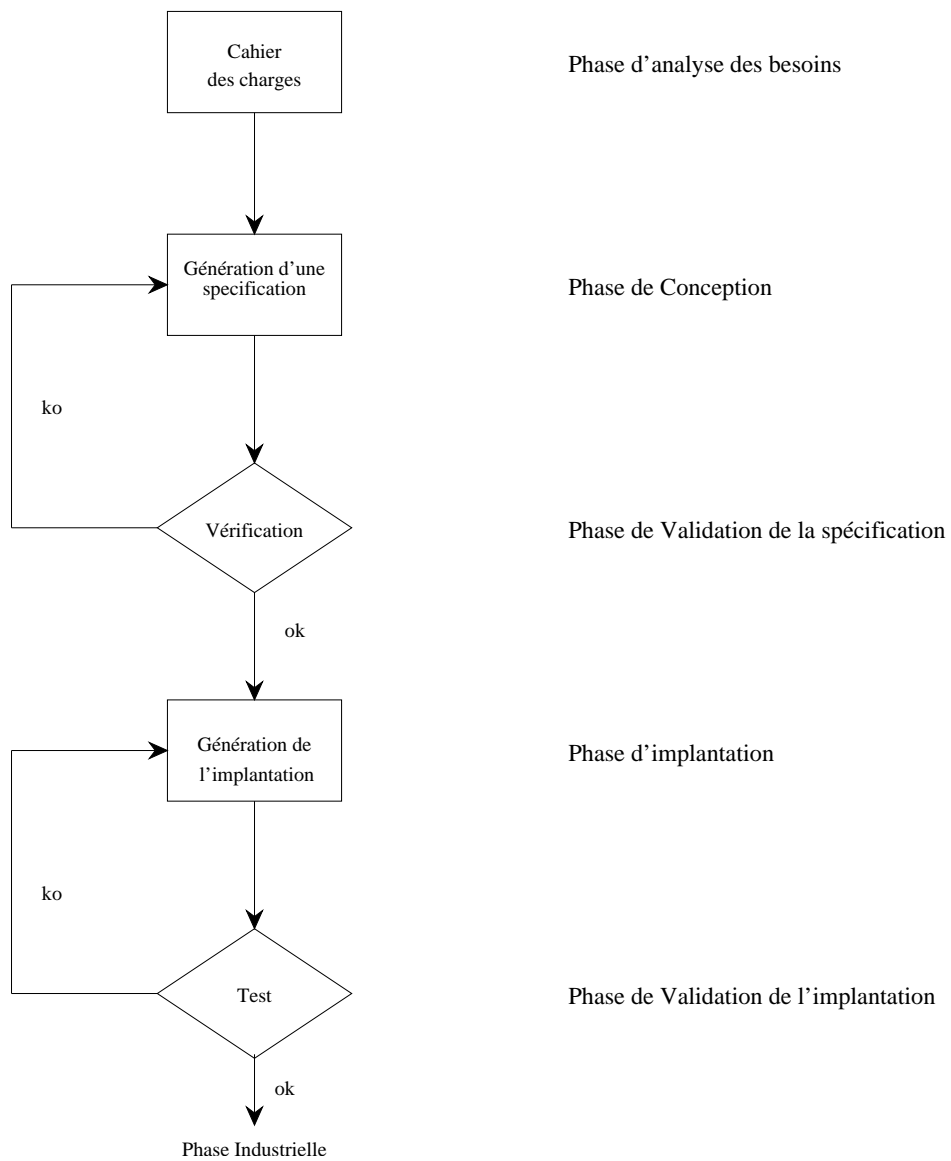 Cahier
des charges
Phase d’analyse des besoins
Génération d’une
specification
Phase de Conception
ko
Vérification
Phase de Validation de la spécification
ok
Génération de
l’implantation
Phase d’implantation
ko
Test
Phase de Validation de l’implantation
ok
Phase Industrielle